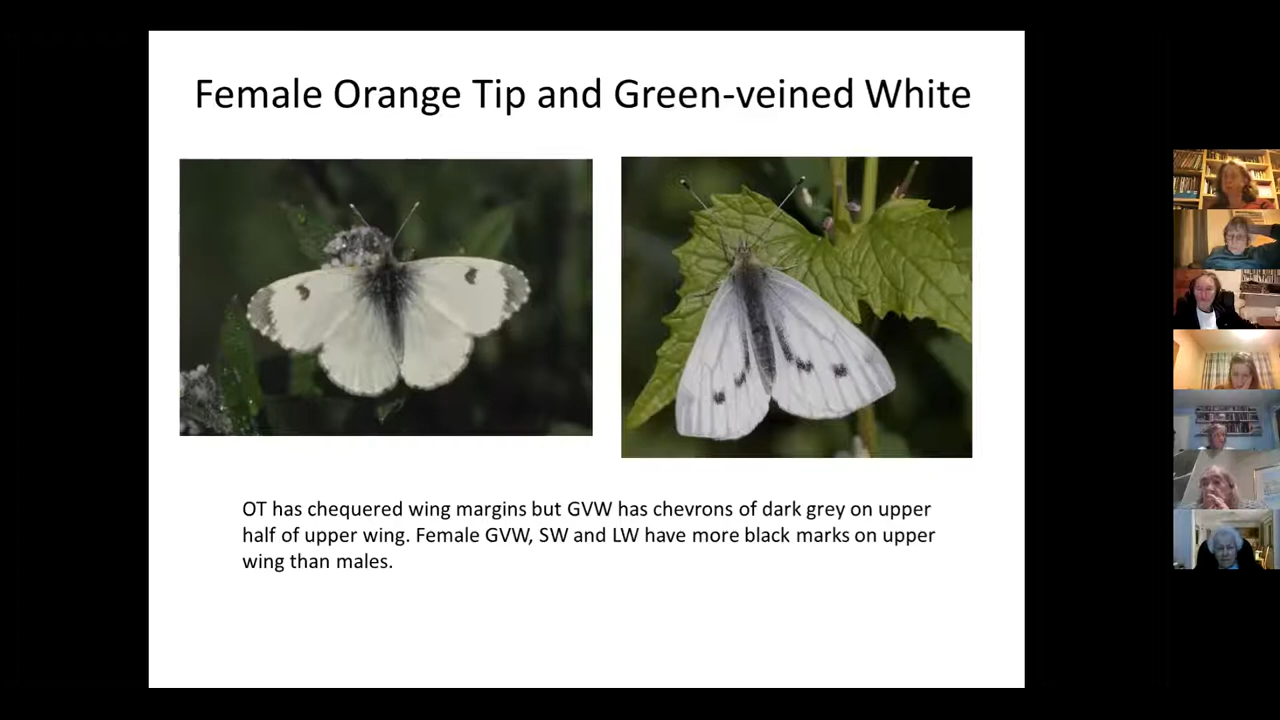 Female Orange Tip and Green-veined White
OT has chequered wing margins but GVW has chevrons of dark grey on upper
half of upper wing. Female GVW, SW and LW have more black marks on upper
wing than males.